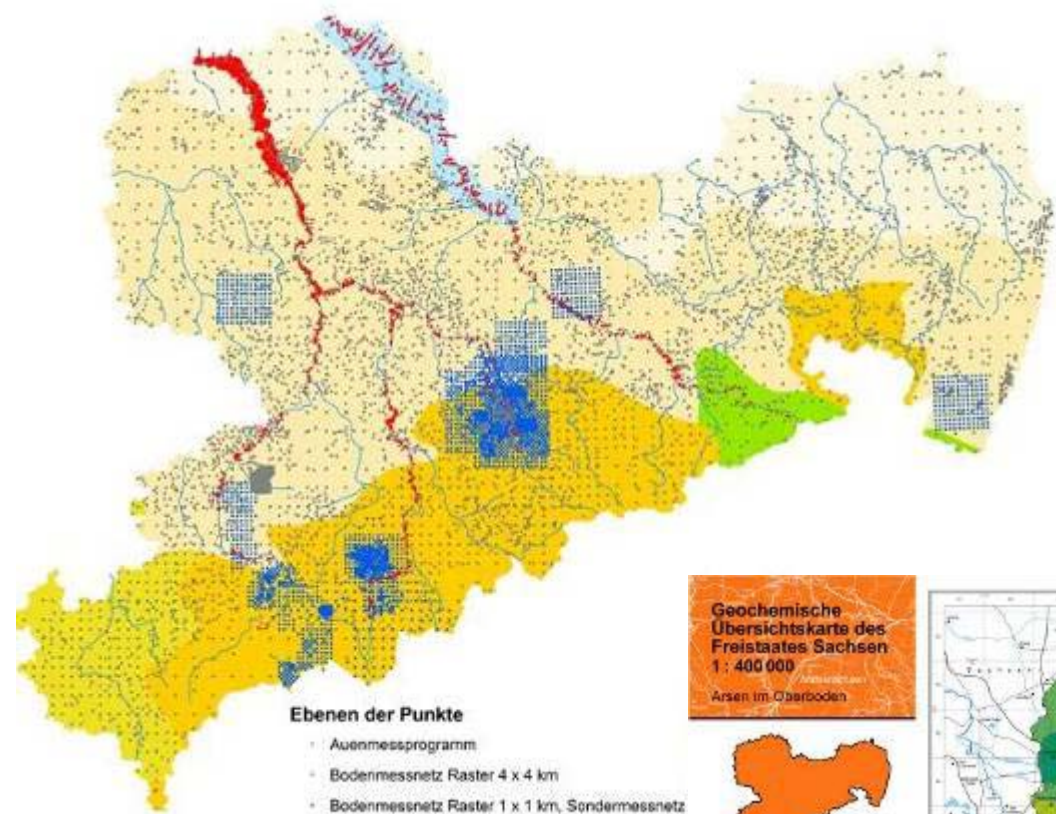 Ebenen der Punkte
Auenmessprogramm
Bodenmessnetz Raster 4 x 4 km
Bodenmessnetz Raster 1 x 1 km, Sondermessnetz
Geochemische
Übersichtskarte des
Freistaates Sachsen
1 : 400 000
Arsen im Oberboden